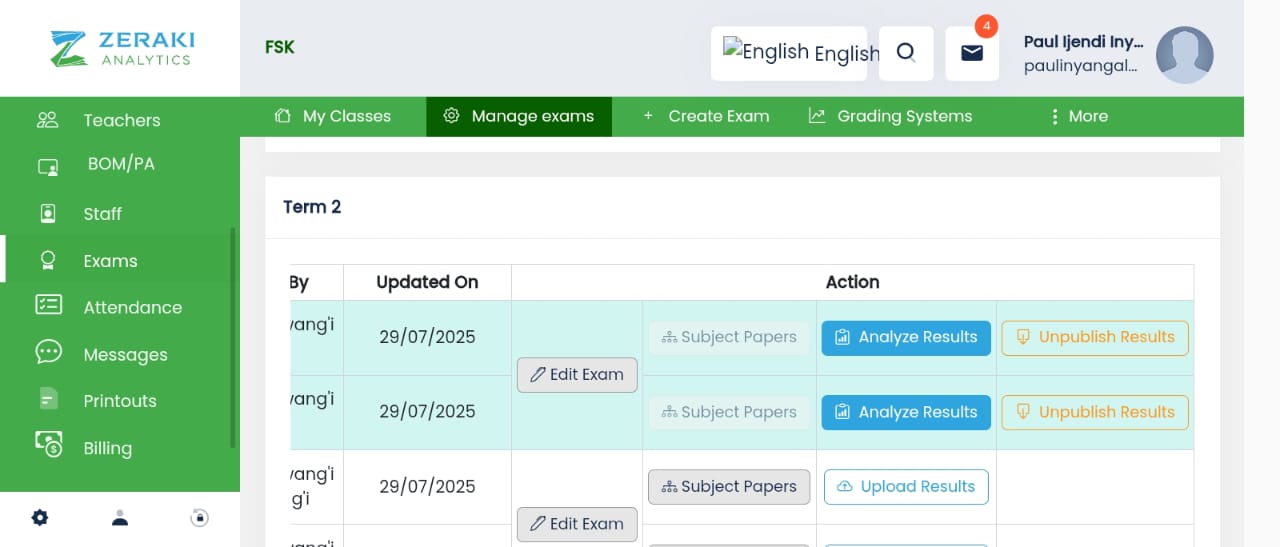 ZERAKI
ANALYTICS
FSK
English English
4
Paul Ijendi Iny...
paulinyangal...
My Classes
Manage exams
+ Create Exam
Grading Systems
More
Teachers
BOM/PA
Staff
Exams
Attendance
Messages
Printouts
Billing
Term 2
By Updated On Action
vang'i 29/07/2025 Subject Papers Analyze Results Unpublish Results
Edit Exam
vang'i 29/07/2025 Subject Papers Analyze Results Unpublish Results
vang'i
g'i
29/07/2025 Subject Papers Upload Results
Edit Exam